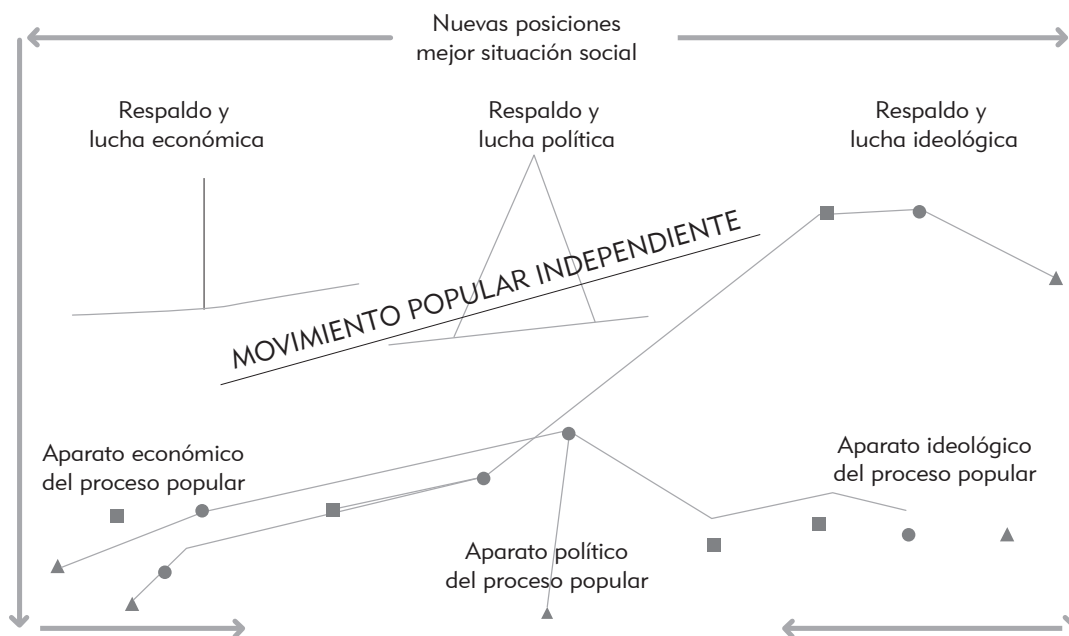 Nuevas posiciones
mejor situación social
Respaldo y
lucha económica
Respaldo y
lucha política
Respaldo y
lucha ideológica
MOVIMIENTO POPULAR INDEPENDIENTE
Aparato económico
del proceso popular
Aparato ideológico
del proceso popular
Aparato político
del proceso popular